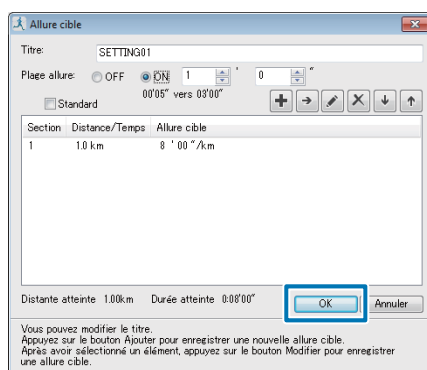 Allure cible
Titre: SETTING01
Plage allure: OFF ON 1 ' 0 "
00'05" vers 03'00"
Standard
Section Distance/Temps Allure cible
1 1.0 km 8 ' 00 "/km
Distante atteinte 1.00km Durée atteinte 0:08'00"
OK Annuler
Vous pouvez modifier le titre.
Appuyez sur le bouton Ajouter pour enregistrer une nouvelle allure cible.
Après avoir sélectionné un élément, appuyez sur le bouton Modifier pour enregistrer
une allure cible.